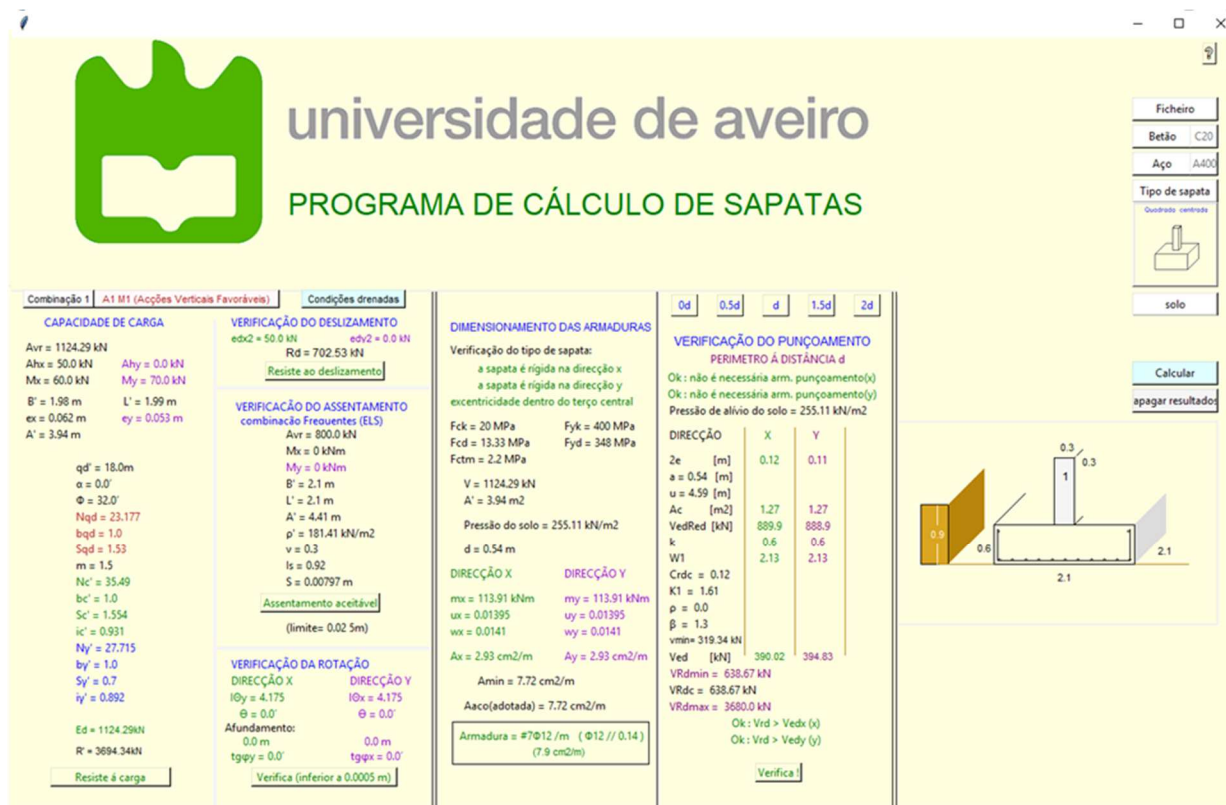 universidade de aveiro
PROGRAMA DE CÁLCULO DE SAPATAS
Ficheiro
Betão C20
Aço A400
Tipo de sapata
Quadrada centrada
solo
Calcular
apagar resultados
Combinação 1 A1 M1 (Acções Verticais Favoráveis) Condições drenadas
CAPACIDADE DE CARGA
Avr = 1124.29 kN
Ahx = 50.0 kN Ahy = 0.0 kN
Mx = 60.0 kN My = 70.0 kN
B' = 1.98 m L' = 1.99 m
ex = 0.062 m ey = 0.053 m
A' = 3.94 m
qd' = 18.0m
α = 0.0´
Φ = 32.0´
Nqd = 23.177
bqd = 1.0
Sqd = 1.53
m = 1.5
Nc' = 35.49
bc' = 1.0
Sc' = 1.554
ic' = 0.931
Ny' = 27.715
by' = 1.0
Sy' = 0.7
iy' = 0.892
Ed = 1124.29kN
R' = 3694.34kN
Resiste á carga
VERIFICAÇÃO DO DESLIZAMENTO
edx2 = 50.0 kN edv2 = 0.0 kN
Rd = 702.53 kN
Resiste ao deslizamento
VERIFICACÃO DO ASSENTAMENTO
combinacão Frequentes (ELS)
Avr = 800.0 kN
Mx = 0 kNm
My = 0 kNm
B' = 2.1 m
L' = 2.1 m
A' = 4.41 m
ρ' = 181.41 kN/m2
v = 0.3
Is = 0.92
S = 0.00797 m
Assentamento aceitável
(limite= 0.02 5m)
VERIFICAÇÃO DA ROTAÇÃO
DIRECÇÃO X DIRECÇÃO Y
IΘy = 4.175 IΘx = 4.175
Θ = 0.0´ Θ = 0.0´
Afundamento:
0.0 m 0.0 m
tgφy = 0.0´ tgφx = 0.0´
Verifica (inferior a 0.0005 m)
DIMENSIONAMENTO DAS ARMADURAS
Verificação do tipo de sapata:
a sapata é rígida na direcção x
a sapata é rígida na direcção y
excentricidade dentro do terço central
Fck = 20 MPa Fyk = 400 MPa
Fcd = 13.33 MPa Fyd = 348 MPa
Fctm = 2.2 MPa
V = 1124.29 kN
A' = 3.94 m2
Pressão do solo = 255.11 kN/m2
d = 0.54 m
DIRECÇÃO X DIRECÇÃO Y
mx = 113.91 kNm my = 113.91 kNm
ux = 0.01395 uy = 0.01395
wx = 0.0141 wy = 0.0141
Ax = 2.93 cm2/m Ay = 2.93 cm2/m
Amin = 7.72 cm2/m
Aaco(adotada) = 7.72 cm2/m
Armadura = #7Φ12 /m ( Φ12 // 0.14 )
(7.9 cm2/m)
0d 0.5d d 1.5d 2d
VERIFICAÇÃO DO PUNÇOAMENTO
PERIMETRO Á DISTÂNCIA d
Ok : não é necessária arm. punçoamento(x)
Ok : não é necessária arm. punçoamento(y)
Pressão de alívio do solo = 255.11 kN/m2
DIRECÇÃO X Y
2e [m] 0.12 0.11
a = 0.54 [m]
u = 4.59 [m]
Ac [m2] 1.27 1.27
VedRed [kN] 889.9 888.9
k 0.6 0.6
W1 2.13 2.13
Crdc = 0.12
K1 = 1.61
ρ = 0.0
β = 1.3
vmin= 319.34 kN
Ved [kN] 390.02 394.83
VRdmin = 638.67 kN
VRdc = 638.67 kN
VRdmax = 3680.0 kN
Ok : Vrd > Vedx (x)
Ok : Vrd > Vedy (y)
Verifica !
0.3
0.3
1
0.9
0.6
2.1
2.1